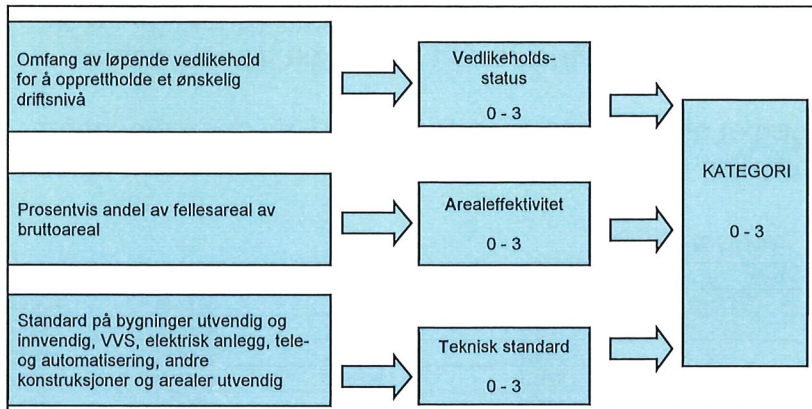 Omfang av løpende vedlikehold
for å opprettholde et ønskelig
driftsnivå
Vedlikeholds-
status
0 - 3
Prosentvis andel av fellesareal av
bruttoareal
Arealeffektivitet
0 - 3
Standard på bygninger utvendig og
innvendig, VVS, elektrisk anlegg, tele-
og automatisering, andre
konstruksjoner og arealer utvendig
Teknisk standard
0 - 3
KATEGORI
0 - 3